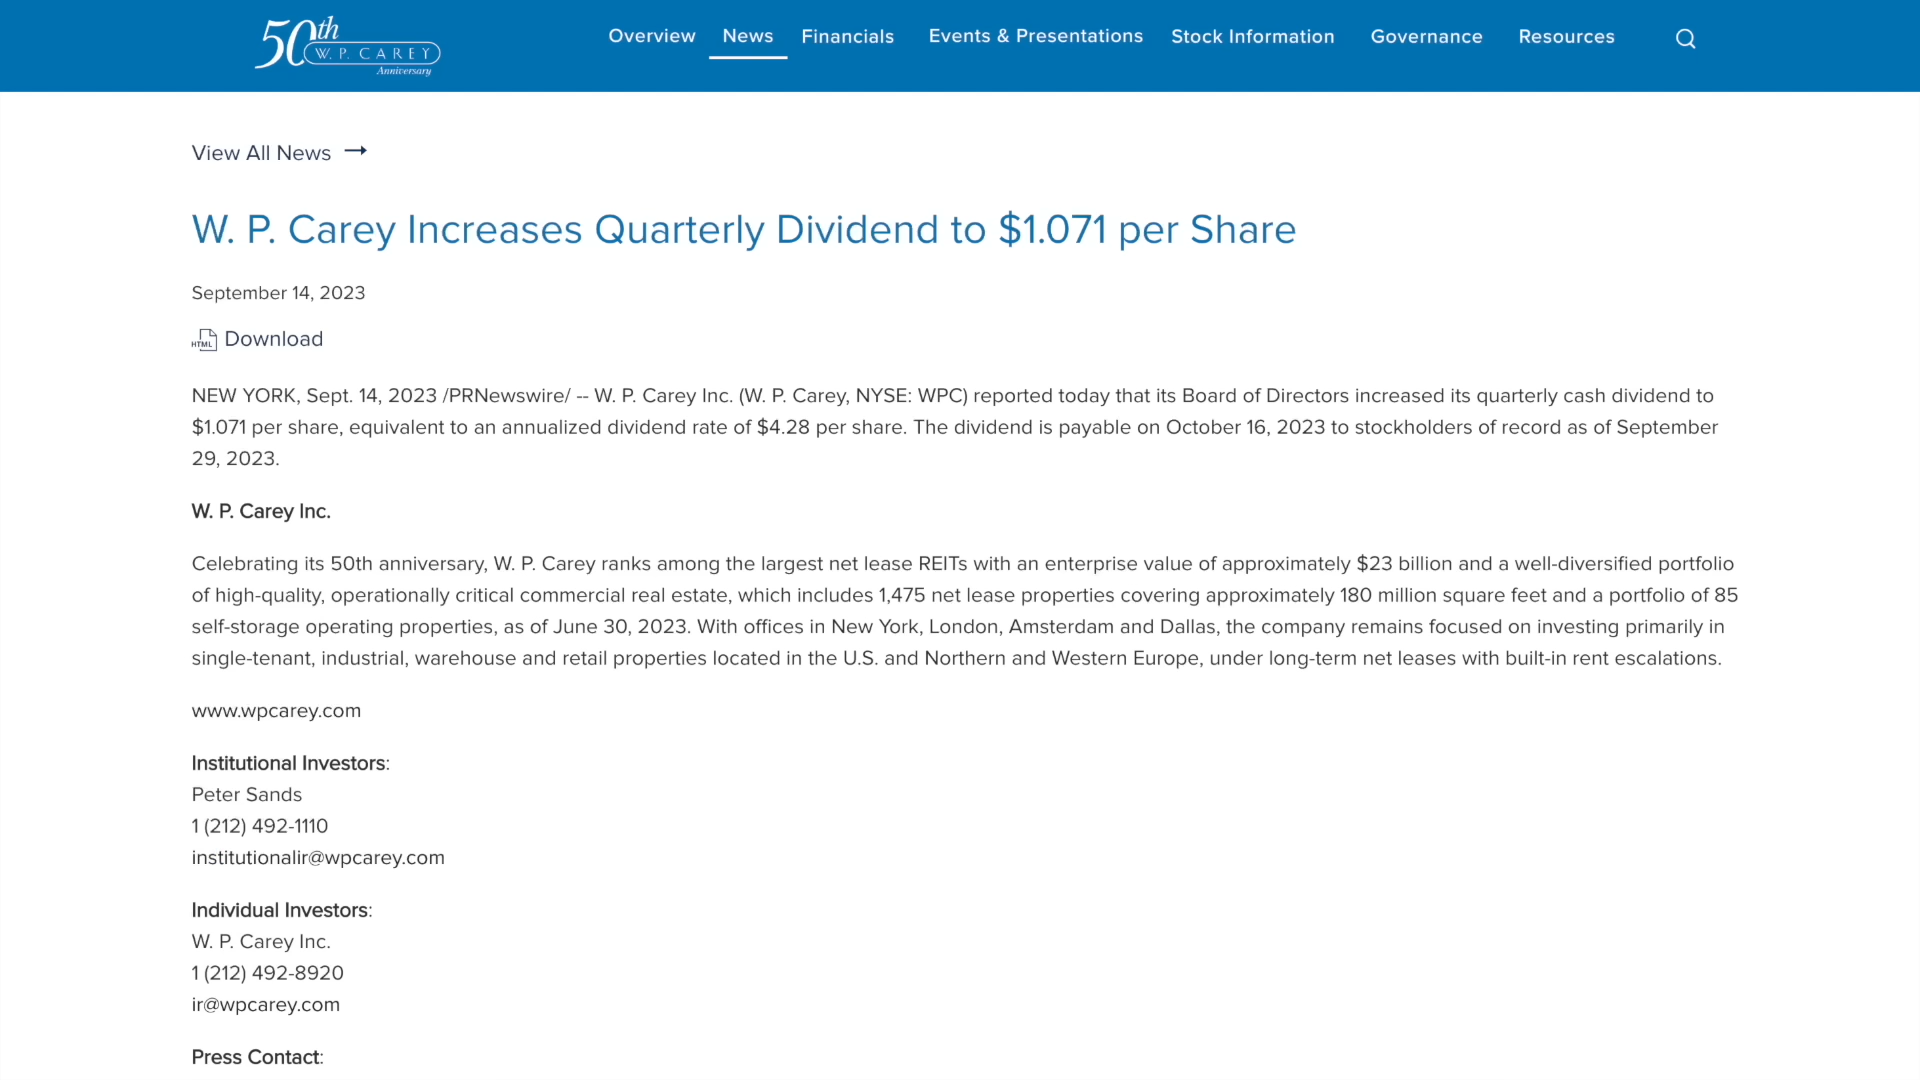 50th
W. P. CAREY
Anniversary
Overview News Financials Events & Presentations Stock Information Governance Resources
View All News
W. P. Carey Increases Quarterly Dividend to $1.071 per Share
September 14, 2023
HTML Download
NEW YORK, Sept. 14, 2023 /PRNewswire/ -- W. P. Carey Inc. (W. P. Carey, NYSE: WPC) reported today that its Board of Directors increased its quarterly cash dividend to
$1.071 per share, equivalent to an annualized dividend rate of $4.28 per share. The dividend is payable on October 16, 2023 to stockholders of record as of September
29, 2023.
W. P. Carey Inc.
Celebrating its 50th anniversary, W. P. Carey ranks among the largest net lease REITs with an enterprise value of approximately $23 billion and a well-diversified portfolio
of high-quality, operationally critical commercial real estate, which includes 1,475 net lease properties covering approximately 180 million square feet and a portfolio of 85
self-storage operating properties, as of June 30, 2023. With offices in New York, London, Amsterdam and Dallas, the company remains focused on investing primarily in
single-tenant, industrial, warehouse and retail properties located in the U.S. and Northern and Western Europe, under long-term net leases with built-in rent escalations.
www.wpcarey.com
Institutional Investors:
Peter Sands
1 (212) 492-1110
institutionalir@wpcarey.com
Individual Investors:
W. P. Carey Inc.
1 (212) 492-8920
ir@wpcarey.com
Press Contact: